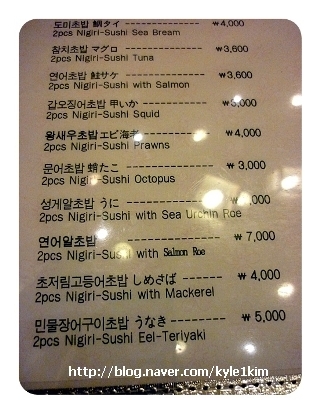 도미초밥 鯛タイ -------------- ₩4,000
2pcs Nigiri-Sushi Sea Bream
참치초밥 マグロ -------------- ₩3,600
2pcs Nigiri-Sushi Tuna
연어초밥 鮭サケ -------------- ₩3,600
2pcs Nigiri-Sushi with Salmon
갑오징어초밥 甲いか ------------
2pcs Nigiri-Sushi Squid
왕새우초밥 エビ海老 ------------ ₩4,000
2pcs Nigiri-Sushi Prawns
문어초밥 蛸たこ -------------- ₩ 3,000
2pcs Nigiri-Sushi Octopus
성게알초밥 うに --------------
2pcs Nigiri-Sushi with Sea Urchin Roe
연어알초밥 -------------- ₩ 7,000
2pcs Nigiri-Sushi with Salmon Roe
초저림고등어초밥 しめさば ------- ₩ 4,000
2pcs Nigiri-Sushi with Mackerel
민물장어구이초밥 うなき -------- ₩ 5,000
2pcs Nigiri-Sushi Eel-Teriyaki
http://blog.naver.com/kyle1kim